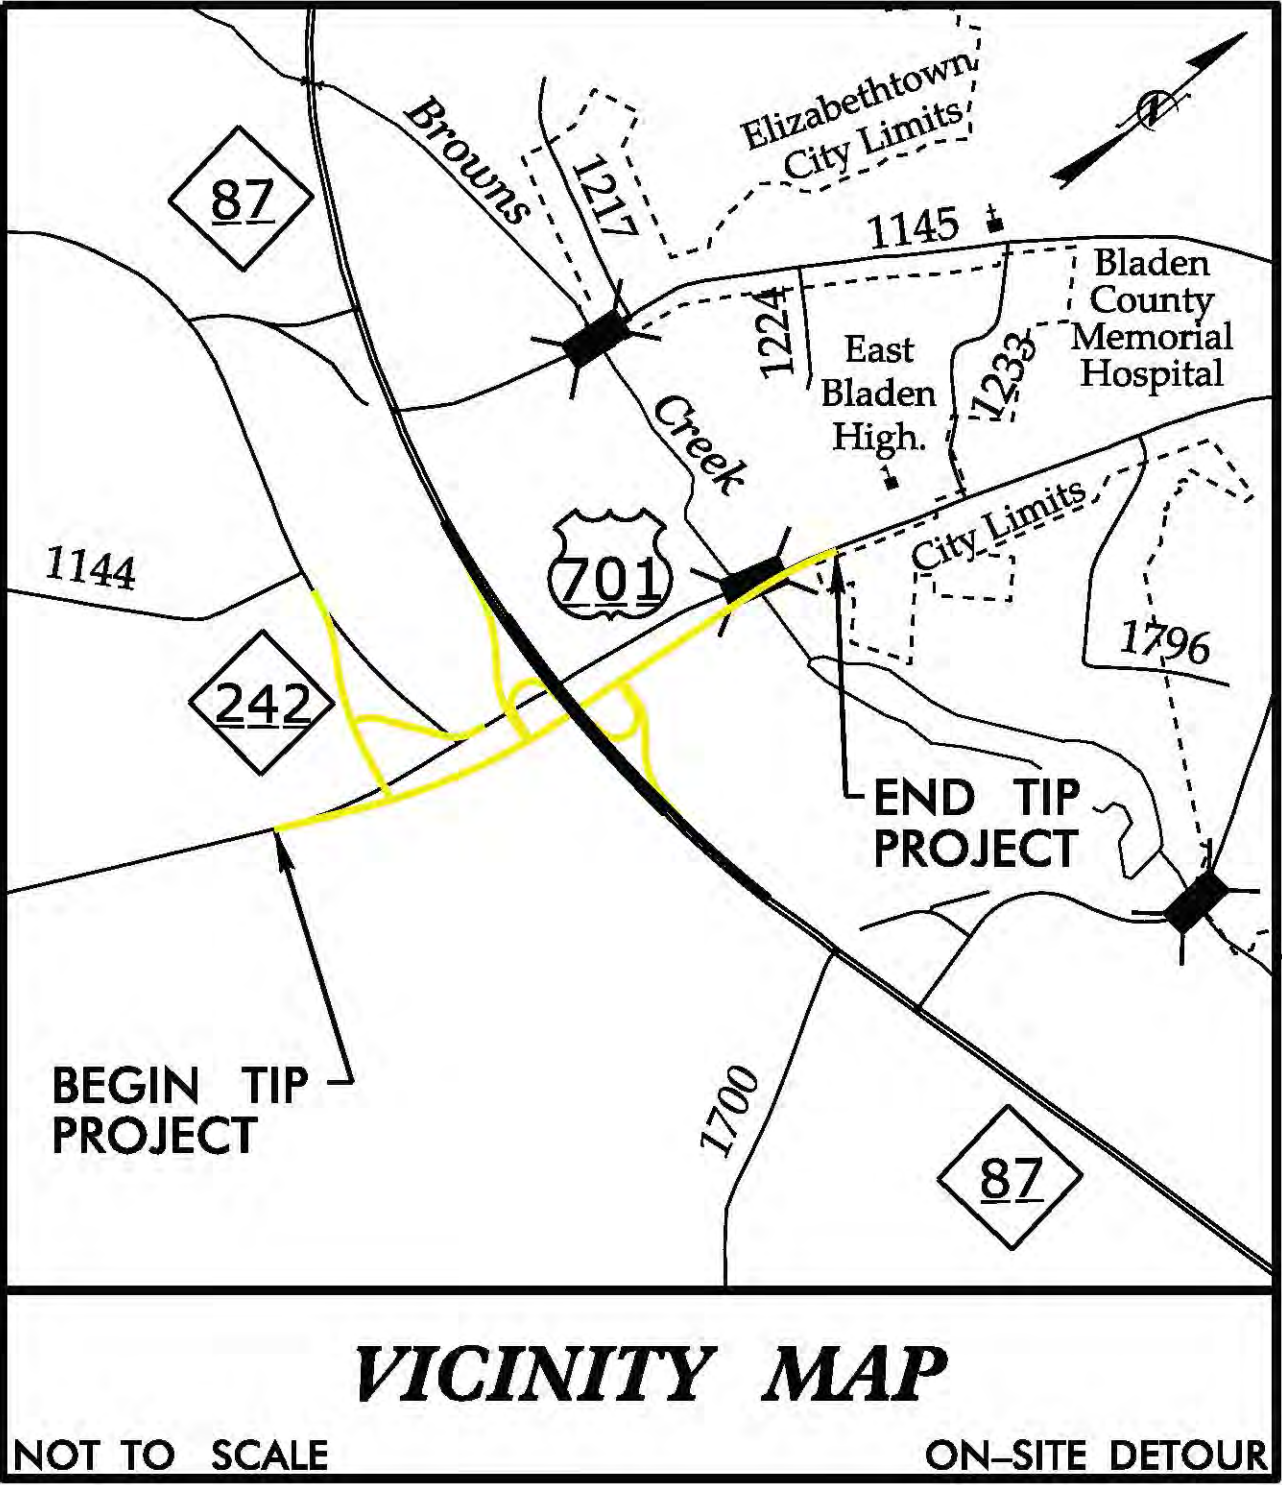 Elizabethtown
City Limits
Browns
1217
87
1145
Bladen
County
Memorial
Hospital
1224
East
Bladen
High.
1233
Creek
701
City Limits
1144
1796
242
END TIP
PROJECT
BEGIN TIP
PROJECT
1700
87
VICINITY MAP
NOT TO SCALE
ON-SITE DETOUR